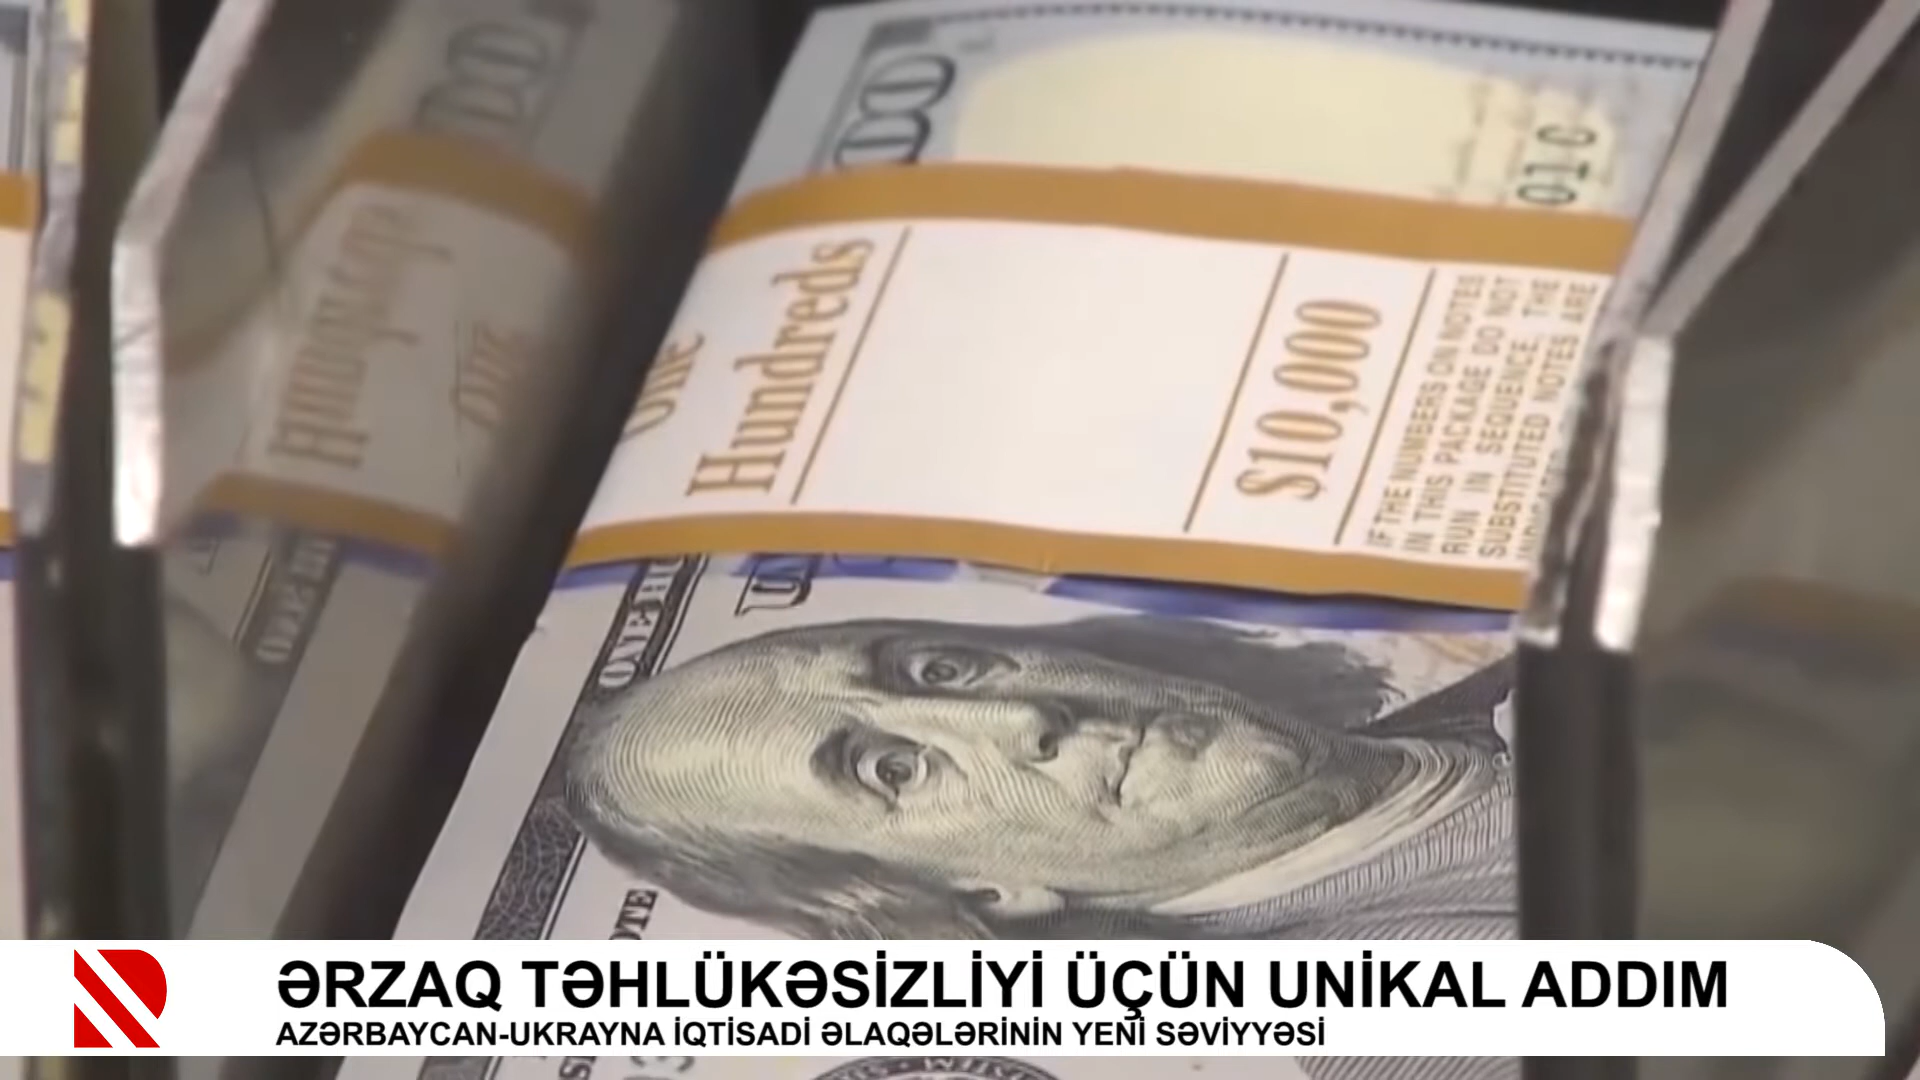 010
One
Hundreds
$10,000
IF THE NUMBERS ON NOTES
IN THIS PACKAGE DO NOT
RUN IN SEQUENCE, THE
SUBSTITUTED NOTES ARE
ƏRZAQ TƏHLÜKƏSİZLİYİ ÜÇÜN UNİKAL ADDIM
AZƏRBAYCAN-UKRAYNA İQTİSADİ ƏLAQƏLƏRİNİN YENİ SƏVİYYƏSİ